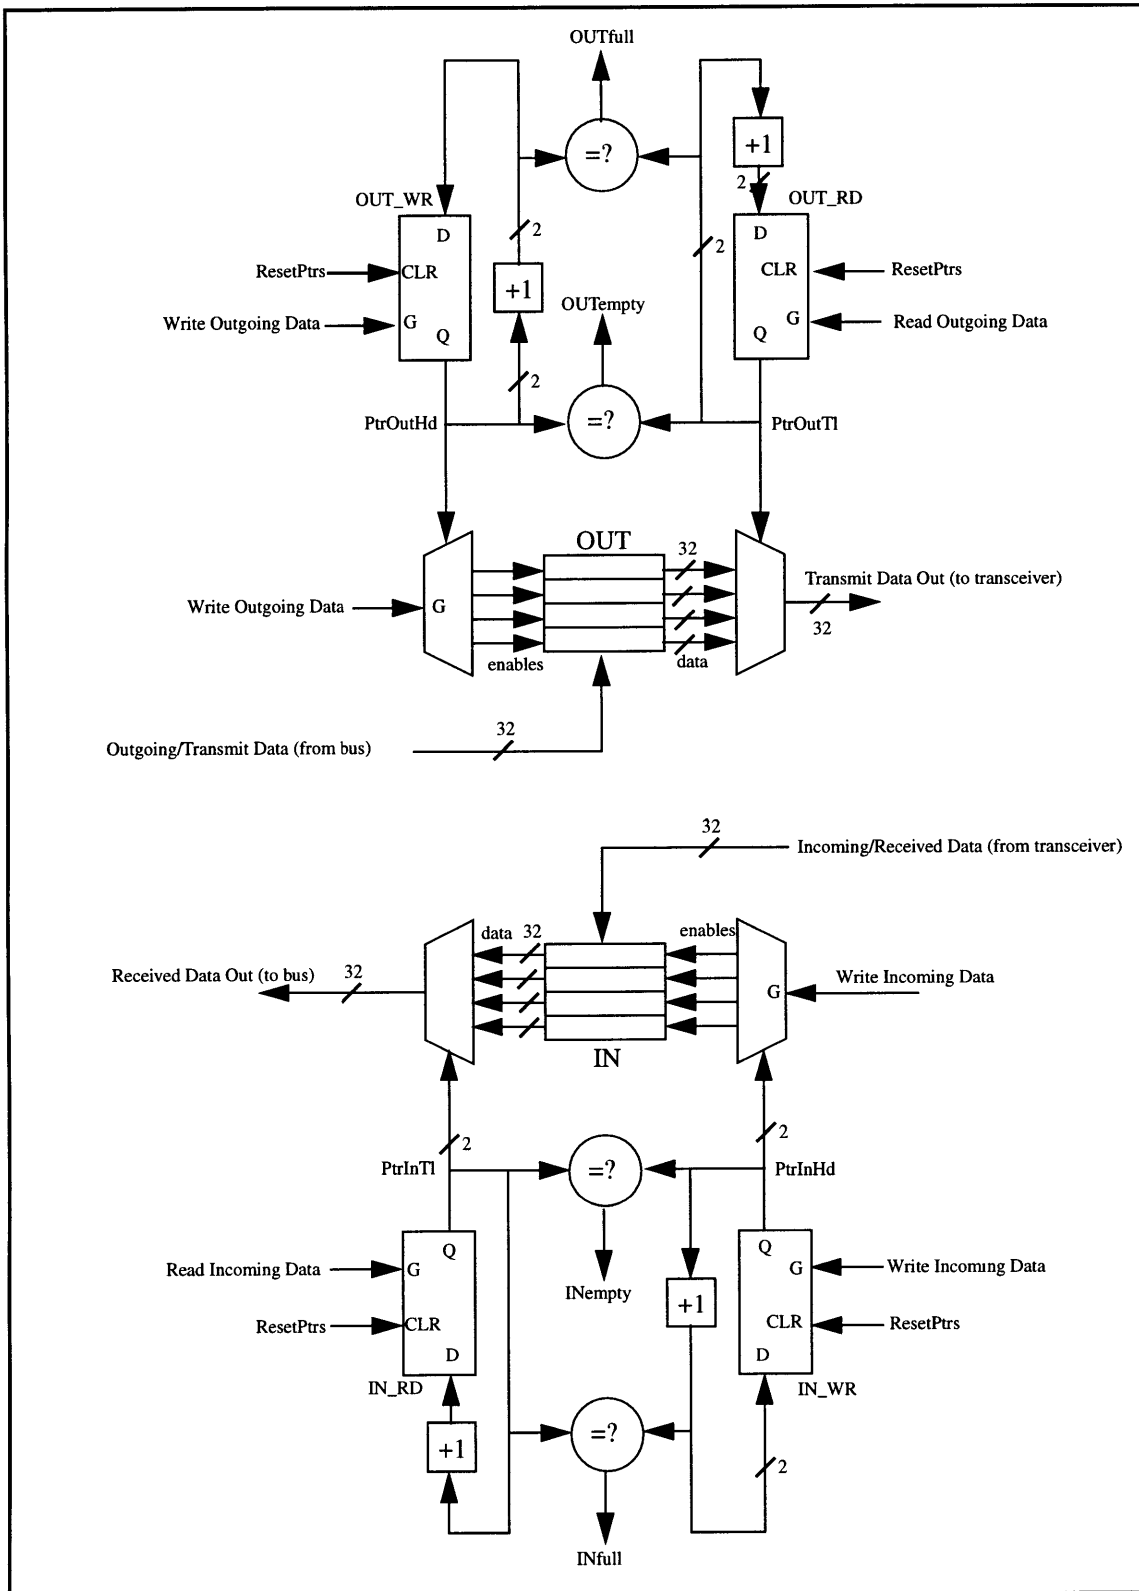 OUTfull
=?
+1
2
OUT_WR
OUT_RD
D
D
2
2
ResetPtrs
CLR
CLR
ResetPtrs
+1
OUTempty
Write Outgoing Data
G
G
Read Outgoing Data
Q
Q
2
PtrOutHd
=?
PtrOutTl
OUT
32
Transmit Data Out (to transceiver)
Write Outgoing Data
G
32
enables
data
32
Outgoing/Transmit Data (from bus)
32
Incoming/Received Data (from transceiver)
data
32
enables
Received Data Out (to bus)
32
Write Incoming Data
G
IN
2
2
PtrInTl
=?
PtrInHd
Q
Q
Read Incoming Data
G
G
Write Incoming Data
INempty
+1
ResetPtrs
CLR
CLR
ResetPtrs
D
D
IN_RD
IN_WR
=?
+1
2
INfull